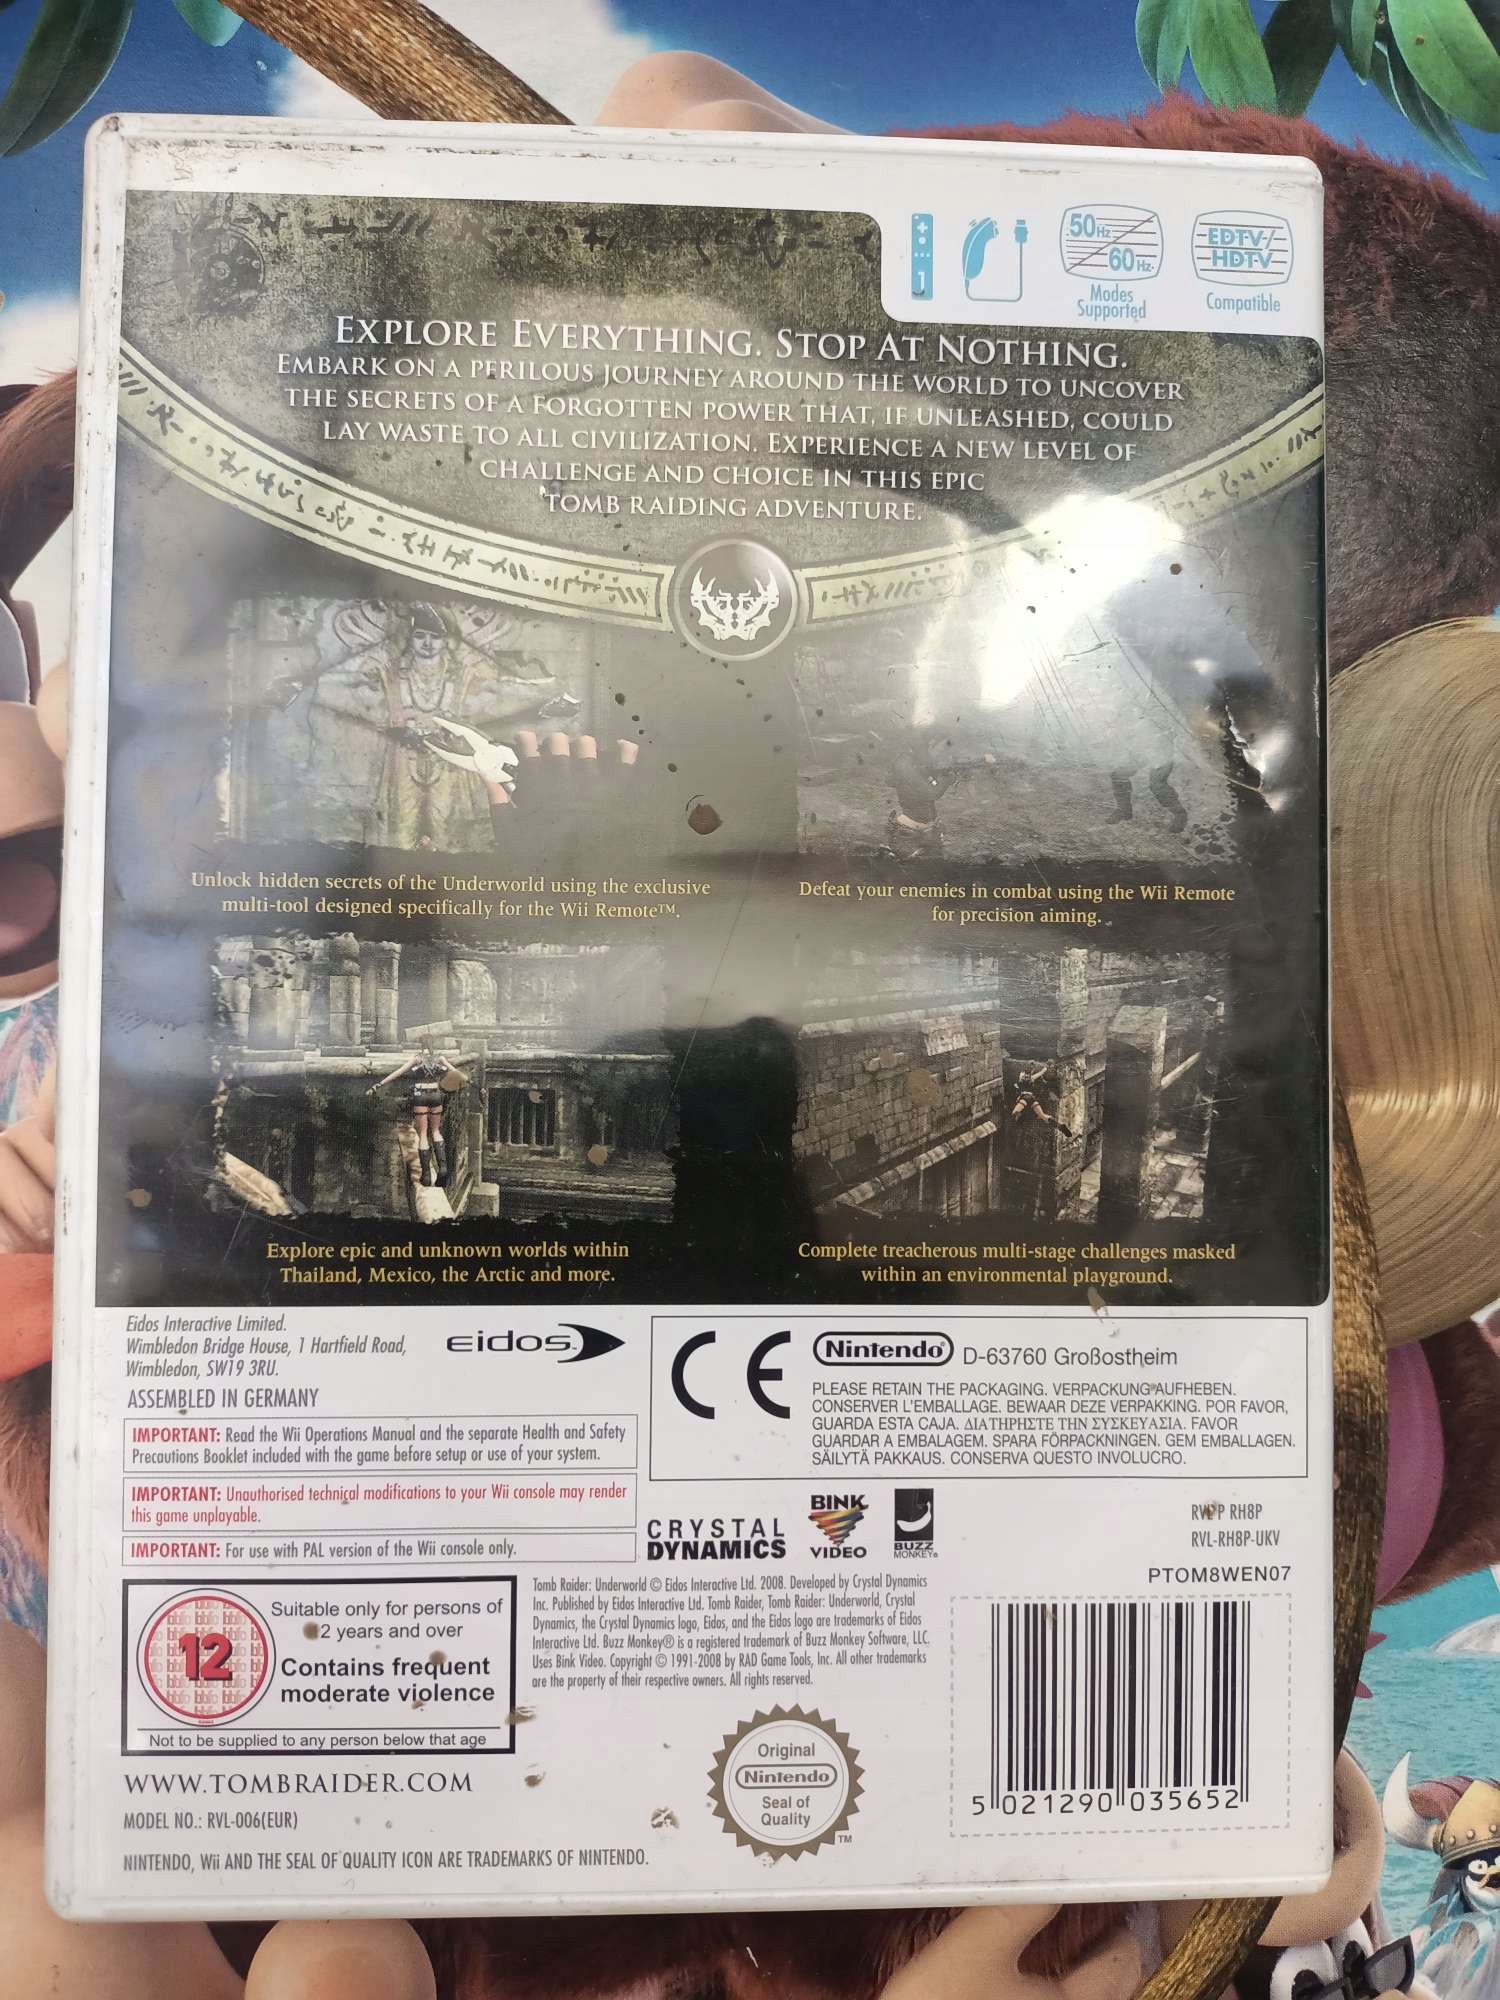 1
50Hz
60Hz
Modes
Supported
EDTV/
HDTV
Compatible
EXPLORE EVERYTHING. STOP AT NOTHING.
EMBARK ON A PERILOUS JOURNEY AROUND THE WORLD TO UNCOVER
THE SECRETS OF A FORGOTTEN POWER THAT, IF UNLEASHED, COULD
LAY WASTE TO ALL CIVILIZATION. EXPERIENCE A NEW LEVEL OF
CHALLENGE AND CHOICE IN THIS EPIC
TOMB RAIDING ADVENTURE.
Unlock hidden secrets of the Underworld using the exclusive
multi-tool designed specifically for the Wii Remote™.
Defeat your enemies in combat using the Wii Remote
for precision aiming.
Explore epic and unknown worlds within
Thailand, Mexico, the Arctic and more.
Complete treacherous multi-stage challenges masked
within an environmental playground.
Eidos Interactive Limited.
Wimbledon Bridge House, 1 Hartfield Road,
Wimbledon, SW19 3RU.
ASSEMBLED IN GERMANY
eidos
IMPORTANT: Read the Wii Operations Manual and the separate Health and Safety
Precautions Booklet included with the game before setup or use of your system.
IMPORTANT: Unauthorised technical modifications to your Wii console may render
this game unplayable.
IMPORTANT: For use with PAL version of the Wii console only.
CE
Nintendo® D-63760 Großostheim
PLEASE RETAIN THE PACKAGING. VERPACKUNG AUFHEBEN.
CONSERVER L'EMBALLAGE. BEWAAR DEZE VERPAKKING. POR FAVOR,
GUARDA ESTA CAJA. ΔΙΑΤΗΡΗΣΤΕ ΤΗΝ ΣΥΣΚΕΥΑΣΙΑ. FAVOR
GUARDAR A EMBALAGEM. SPARA FÖRPACKNINGEN. GEM EMBALLAGEN.
SÄILYTÄ PAKKAUS. CONSERVA QUESTO INVOLUCRO.
CRYSTAL
DYNAMICS
BINK
VIDEO
BUZZ
MONKEY®
RH8P
RVL-RH8P-UKV
PTOM8WEN07
12
Suitable only for persons of
12 years and over
Contains frequent
moderate violence
Not to be supplied to any person below that age
Tomb Raider: Underworld © Eidos Interactive Ltd. 2008. Developed by Crystal Dynamics
Inc. Published by Eidos Interactive Ltd. Tomb Raider, Tomb Raider: Underworld, Crystal
Dynamics, the Crystal Dynamics logo, Eidos, and the Eidos logo are trademarks of Eidos
Interactive Ltd. Buzz Monkey® is a registered trademark of Buzz Monkey Software, LLC.
Uses Bink Video. Copyright © 1991-2008 by RAD Game Tools, Inc. All other trademarks
are the property of their respective owners. All rights reserved.
WWW.TOMBRAIDER.COM
MODEL NO.: RVL-006(EUR)
NINTENDO, Wii AND THE SEAL OF QUALITY ICON ARE TRADEMARKS OF NINTENDO.
Original
Nintendo
Seal of
Quality
TM
5 021290 035652